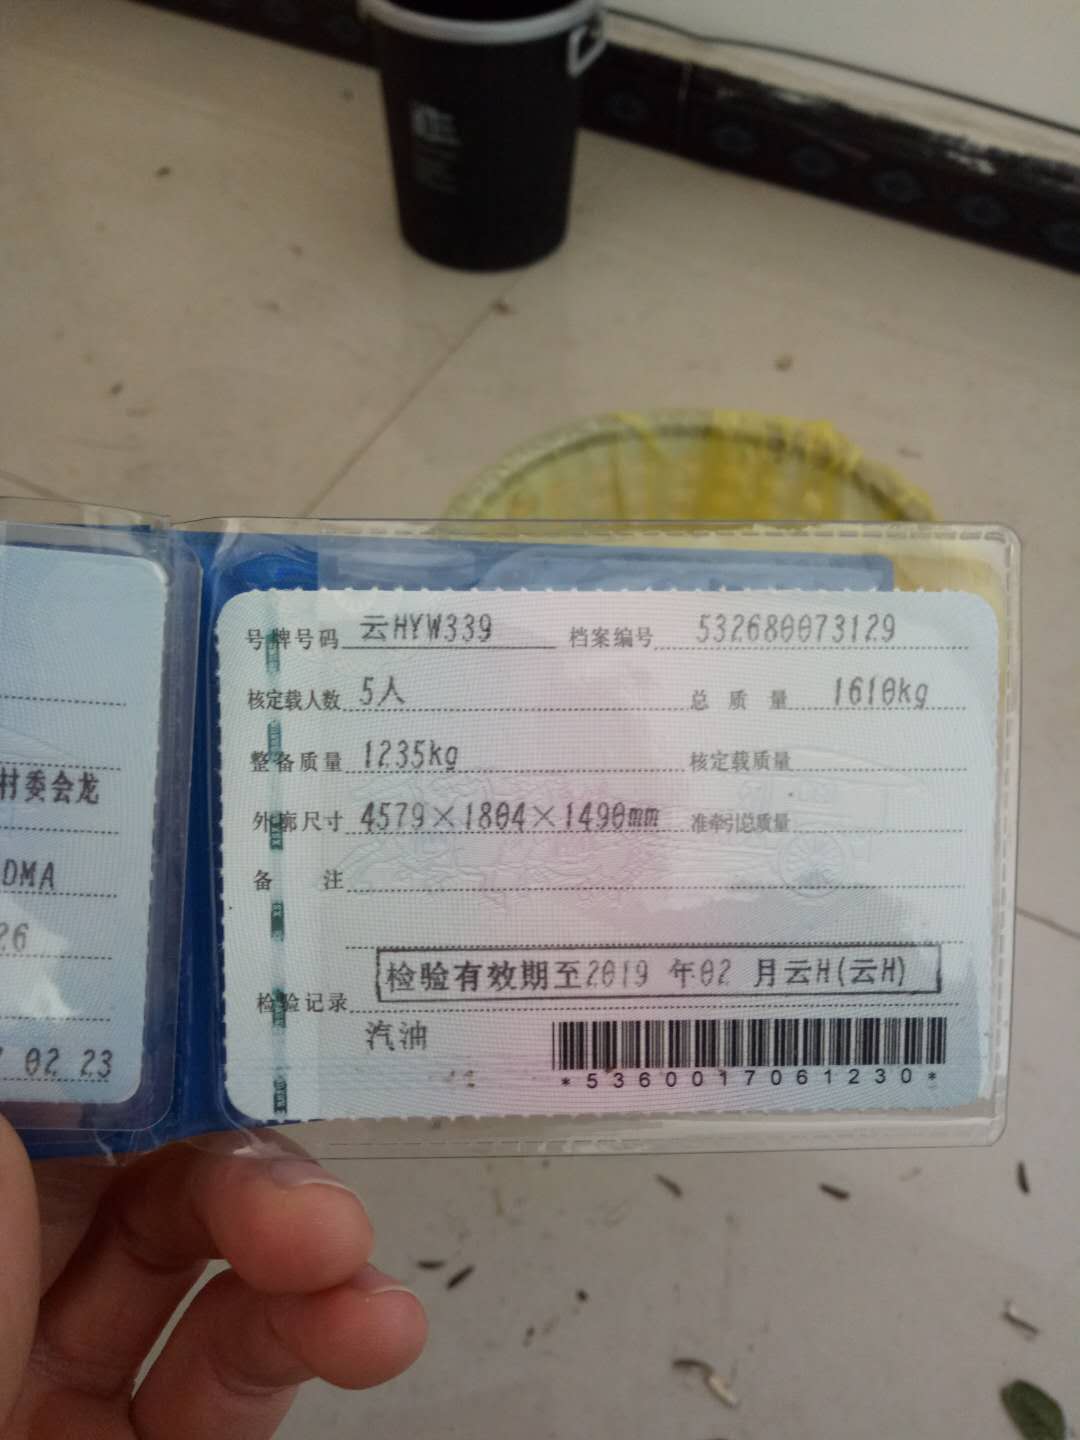 村委会龙
DMA
26
02 23
号牌号码 云HYW339 档案编号 532680073129
核定载人数 5人 总质量 1610kg
整备质量 1235kg 核定载质量
外廓尺寸 4579×1804×1490mm 准牵引总质量
备注
检验记录 检验有效期至2019 年02 月云H(云H)
汽油
*5360017061230*